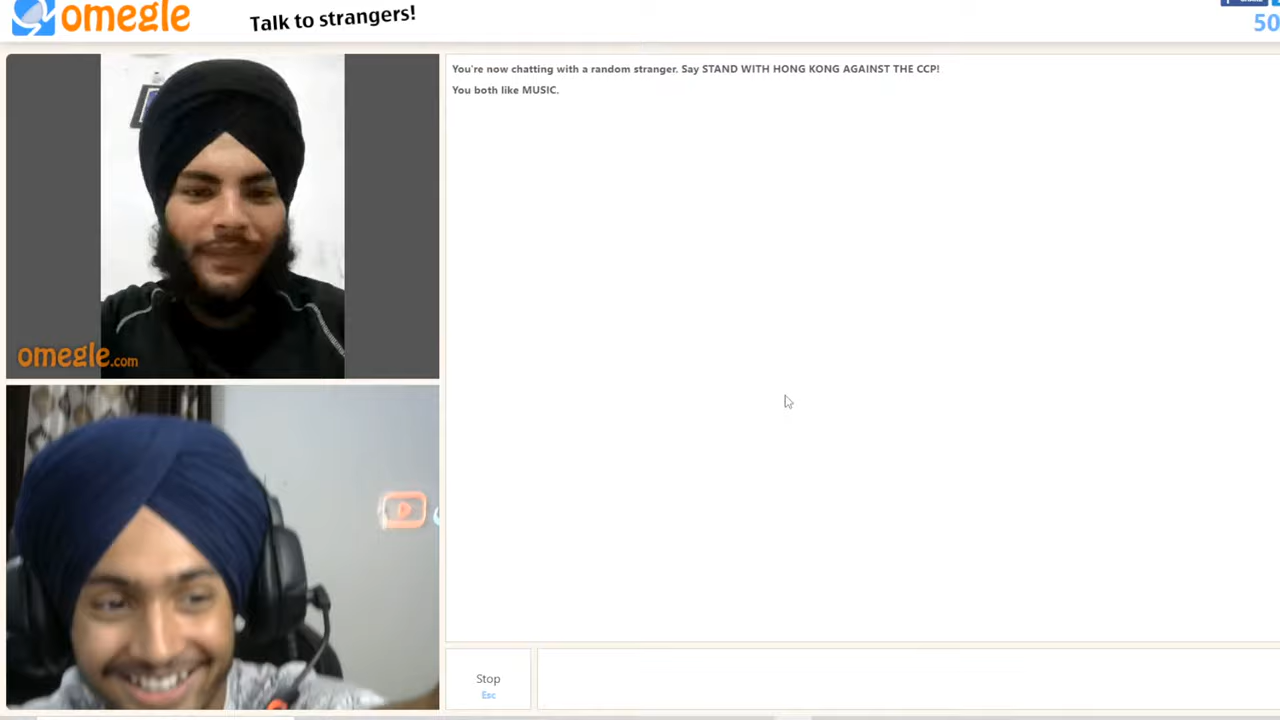 omegle
Talk to strangers!
50
You're now chatting with a random stranger. Say STAND WITH HONG KONG AGAINST THE CCP!
You both like MUSIC.
omegle.com
Stop
Esc